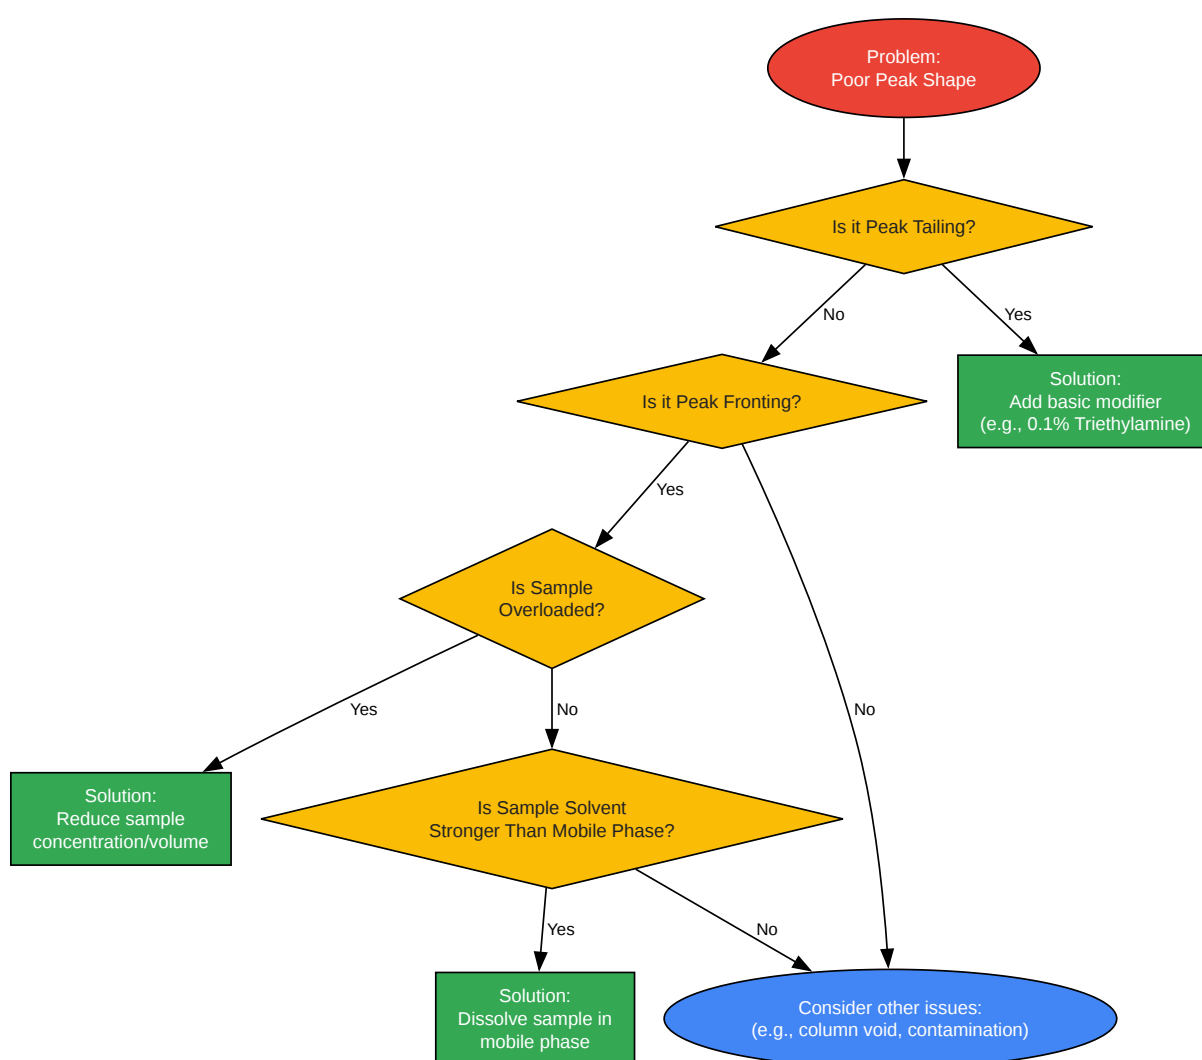 Problem:
Poor Peak Shape
Is it Peak Tailing?
No
Yes
Is it Peak Fronting?
Solution:
Add basic modifier
(e.g., 0.1% Triethylamine)
Yes
Is Sample
Overloaded?
Yes
No
No
Solution:
Reduce sample
concentration/volume
Is Sample Solvent
Stronger Than Mobile Phase?
Yes
No
Solution:
Dissolve sample in
mobile phase
Consider other issues:
(e.g., column void, contamination)